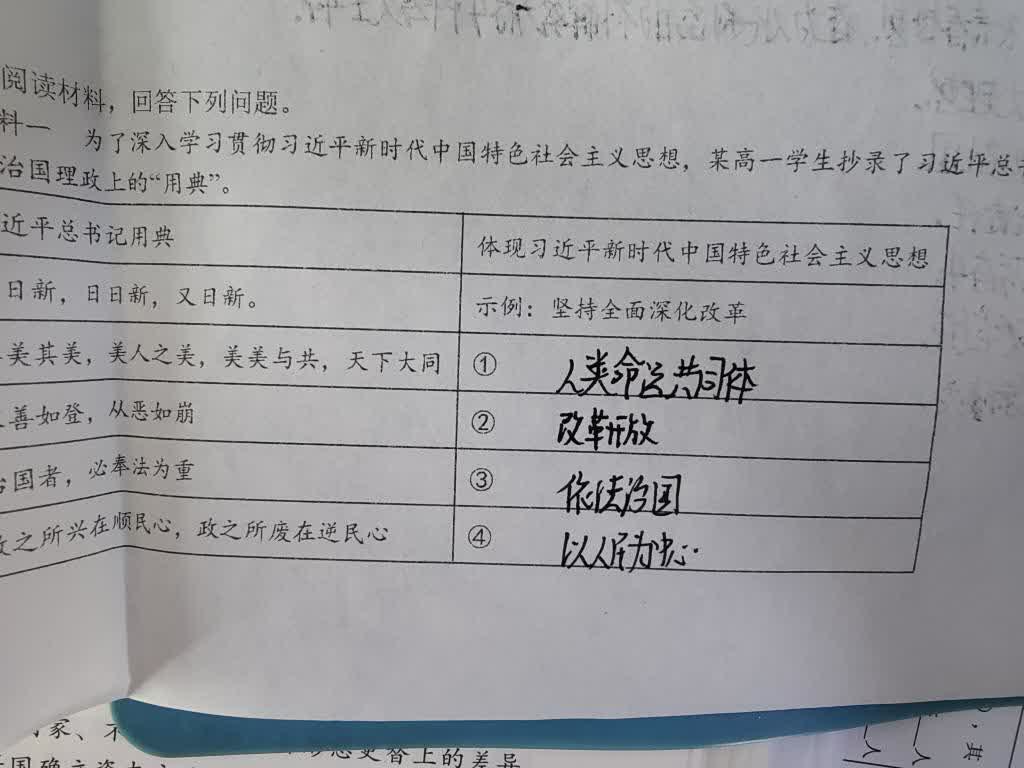 阅读材料，回答下列问题。
料一 为了深入学习贯彻习近平新时代中国特色社会主义思想，某高一学生抄录了习近平总书
治国理政上的“用典”。
近平总书记用典 体现习近平新时代中国特色社会主义思想
日新，日日新，又日新。 示例：坚持全面深化改革
美其美，美人之美，美美与共，天下大同 ① 人类命运共同体
善如登，从恶如崩 ② 改革开放
国者，必奉法为重 ③ 依法治国
之所兴在顺民心，政之所废在逆民心 ④ 以人民为中心.
更替上的差异